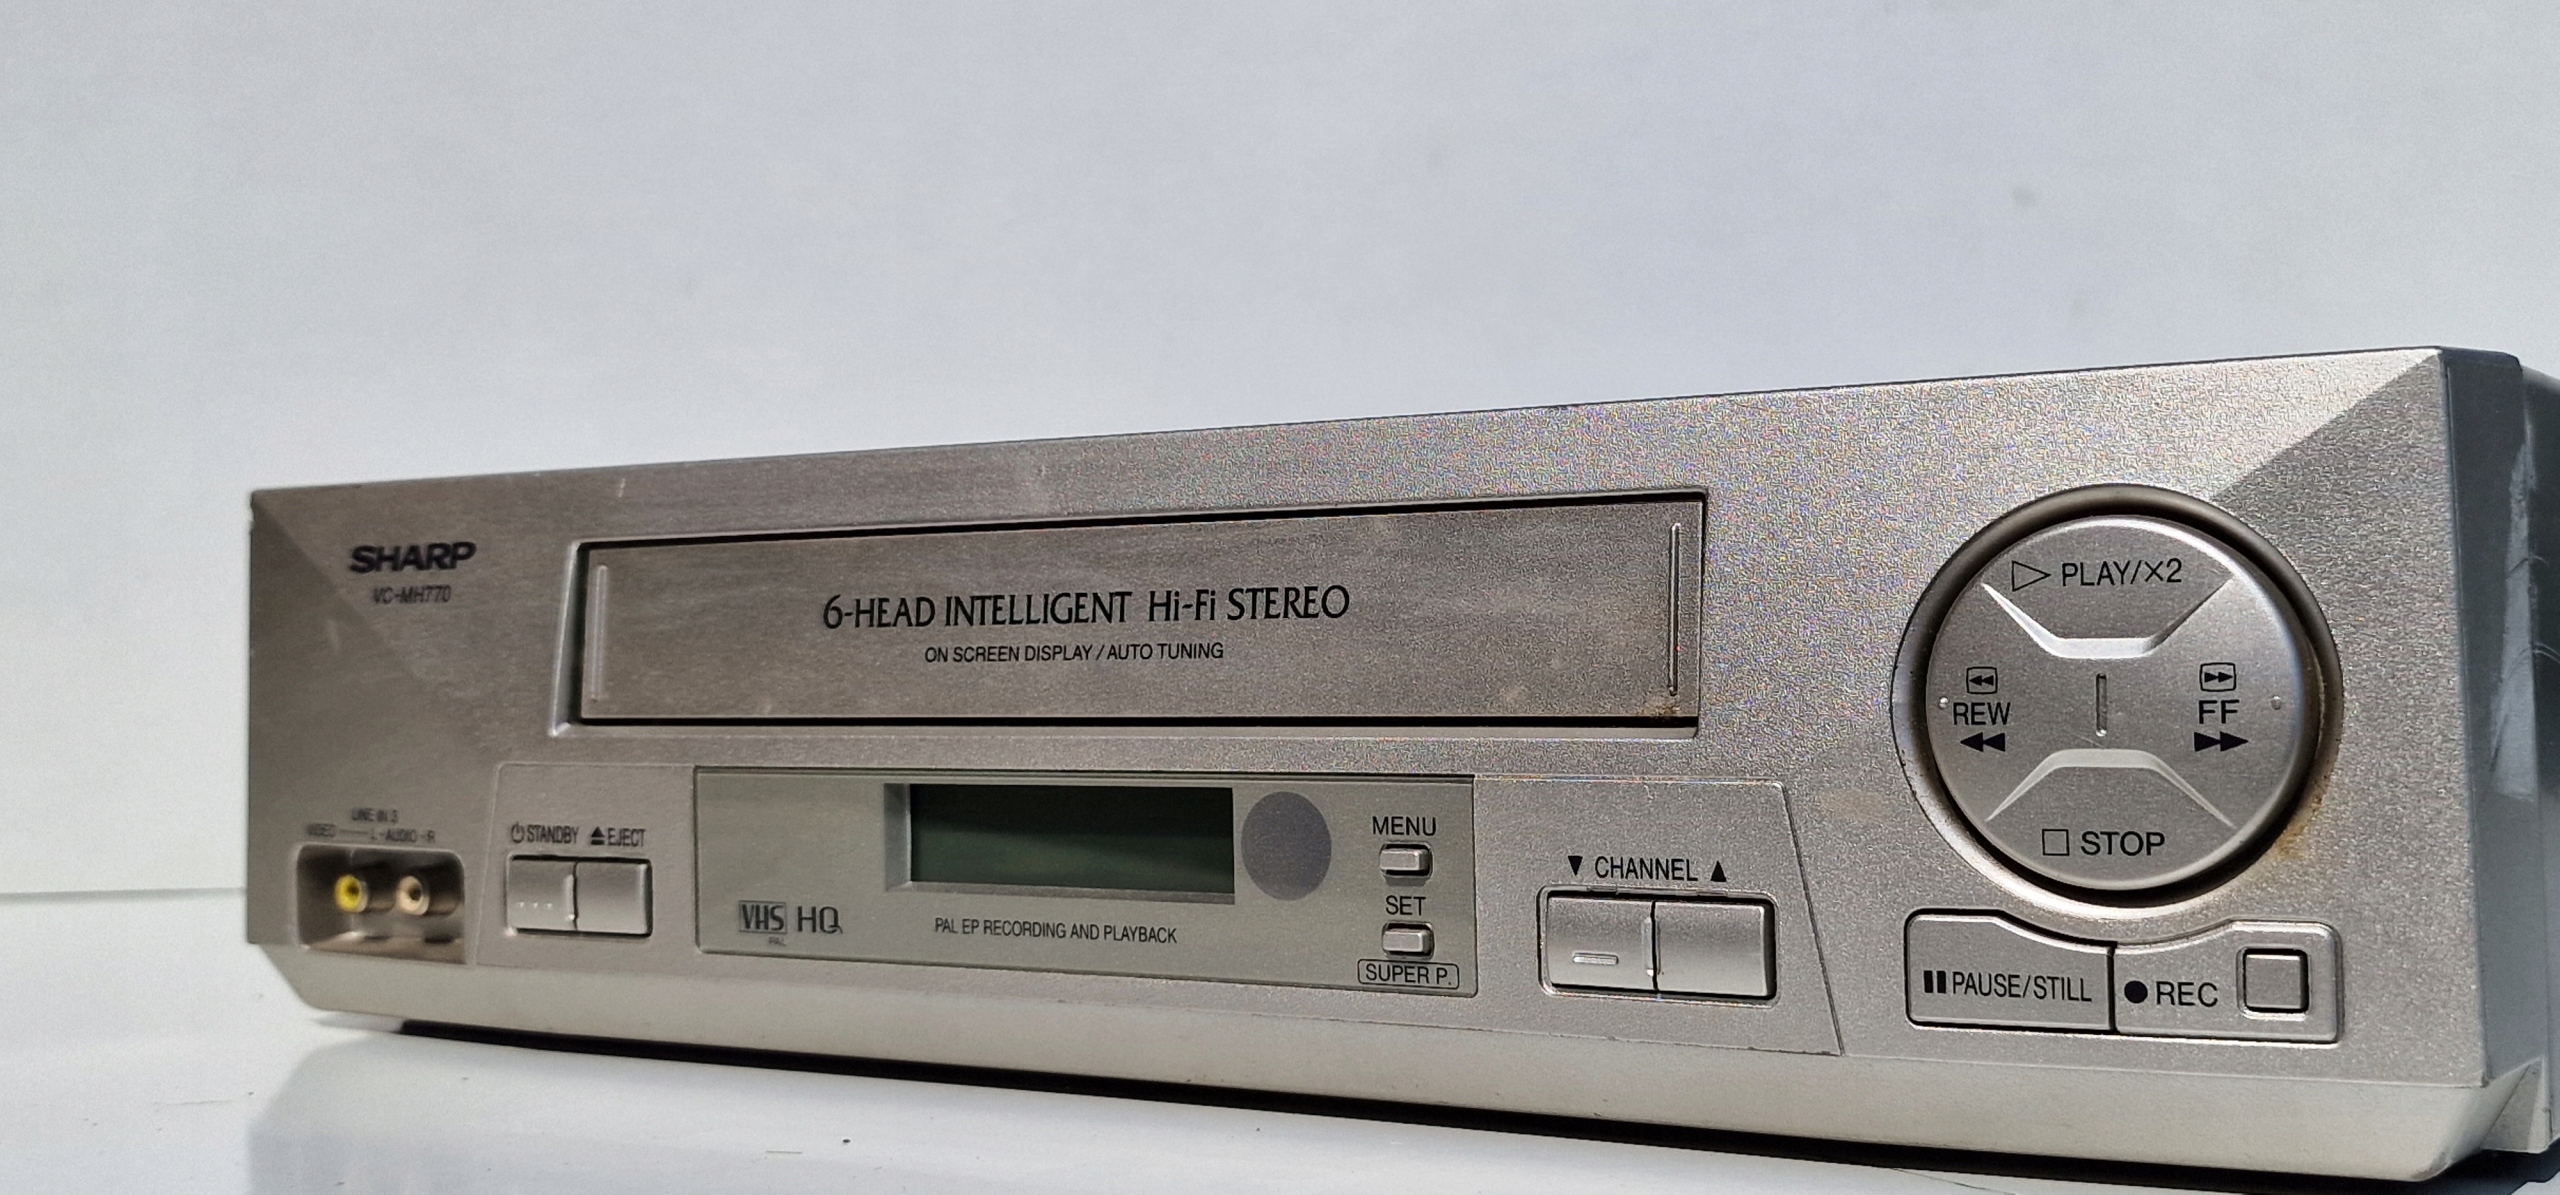 SHARP
VC-MH770
6-HEAD INTELLIGENT Hi-Fi STEREO
ON SCREEN DISPLAY / AUTO TUNING
LINE IN 3
VIDEO L-AUDIO-R
STANDBY EJECT
VHS HQ
PAL
PAL EP RECORDING AND PLAYBACK
MENU
SET
SUPER P.
▼ CHANNEL ▲
▷ PLAY/X2
REW
FF
□ STOP
PAUSE/STILL
● REC